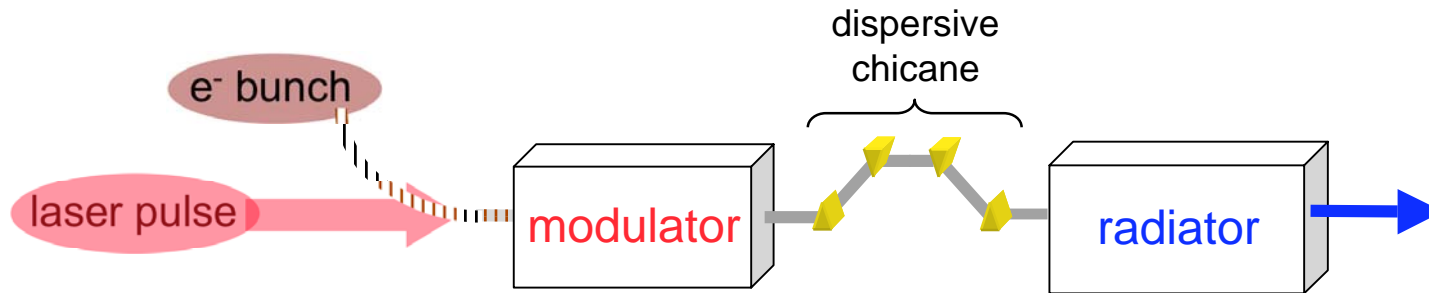 dispersive
chicane
e⁻ bunch
laser pulse
modulator
radiator